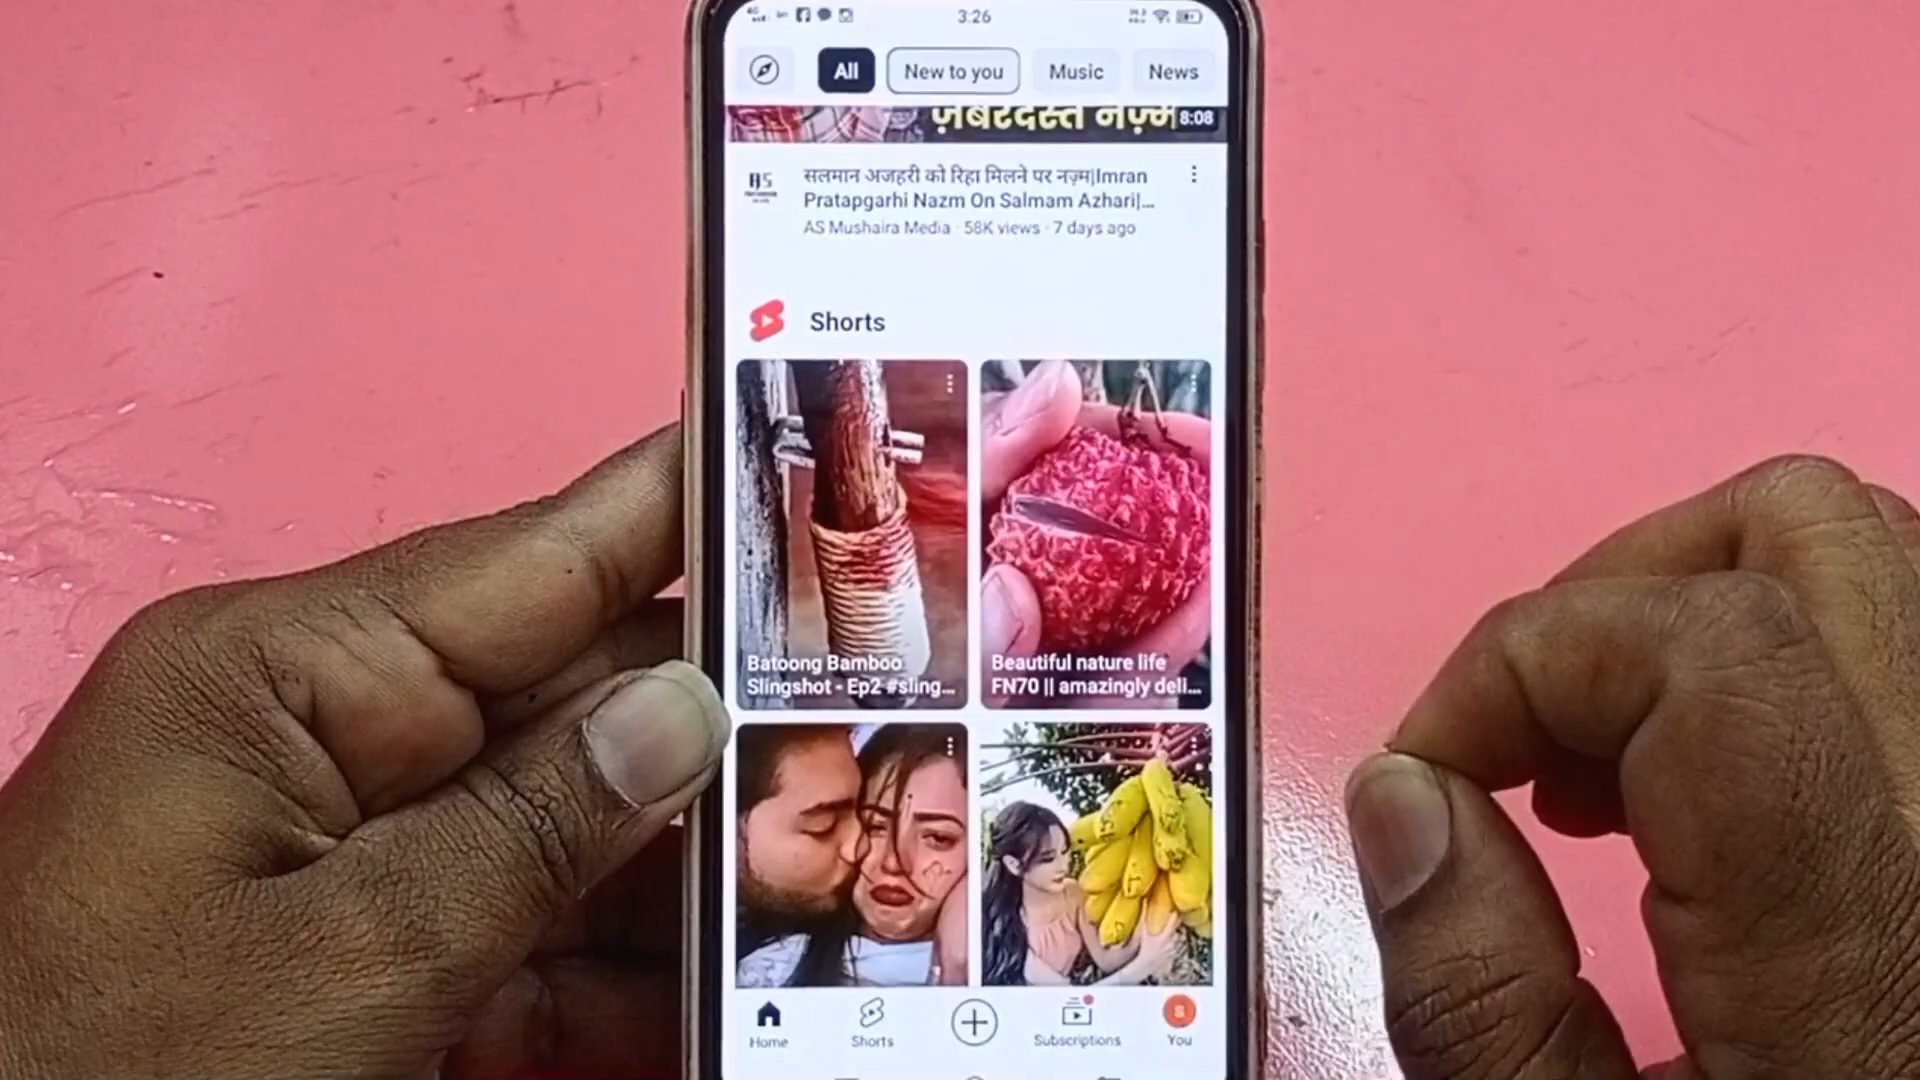 4G
3:26
All
New to you
Music
News
ज़बरदस्त नज़्म
8:08
सलमान अजहरी को रिहा मिलने पर नज़्म|Imran
Pratapgarhi Nazm On Salmam Azhari|...
AS Mushaira Media · 58K views · 7 days ago
Shorts
Batoong Bamboo
Slingshot - Ep2 #sling...
Beautiful nature life
FN70 || amazingly deli...
Home
Shorts
Subscriptions
S
You